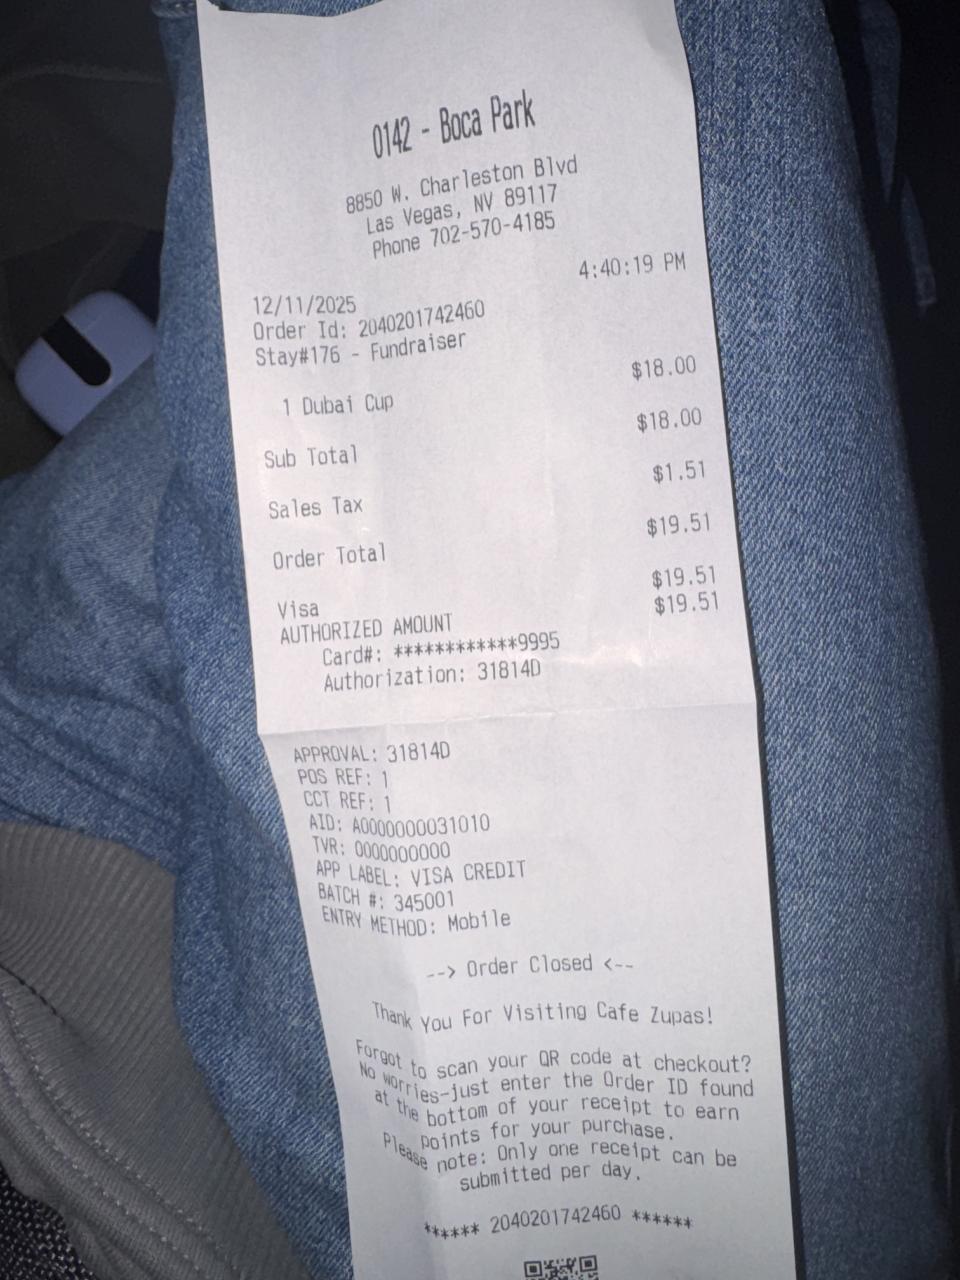 0142 - Boca Park
8850 W. Charleston Blvd
Las Vegas, NV 89117
Phone 702-570-4185
12/11/2025 4:40:19 PM
Order Id: 2040201742460
Stay#176 - Fundraiser
1 Dubai Cup $18.00
Sub Total $18.00
Sales Tax $1.51
Order Total $19.51
Visa $19.51
AUTHORIZED AMOUNT $19.51
Card#: ************9995
Authorization: 31814D
APPROVAL: 31814D
POS REF: 1
CCT REF: 1
AID: A0000000031010
TVR: 0000000000
APP LABEL: VISA CREDIT
BATCH #: 345001
ENTRY METHOD: Mobile
--> Order Closed <--
Thank You For Visiting Cafe Zupas!
Forgot to scan your QR code at checkout?
No worries-just enter the Order ID found
at the bottom of your receipt to earn
points for your purchase.
Please note: Only one receipt can be
submitted per day.
****** 2040201742460 ******